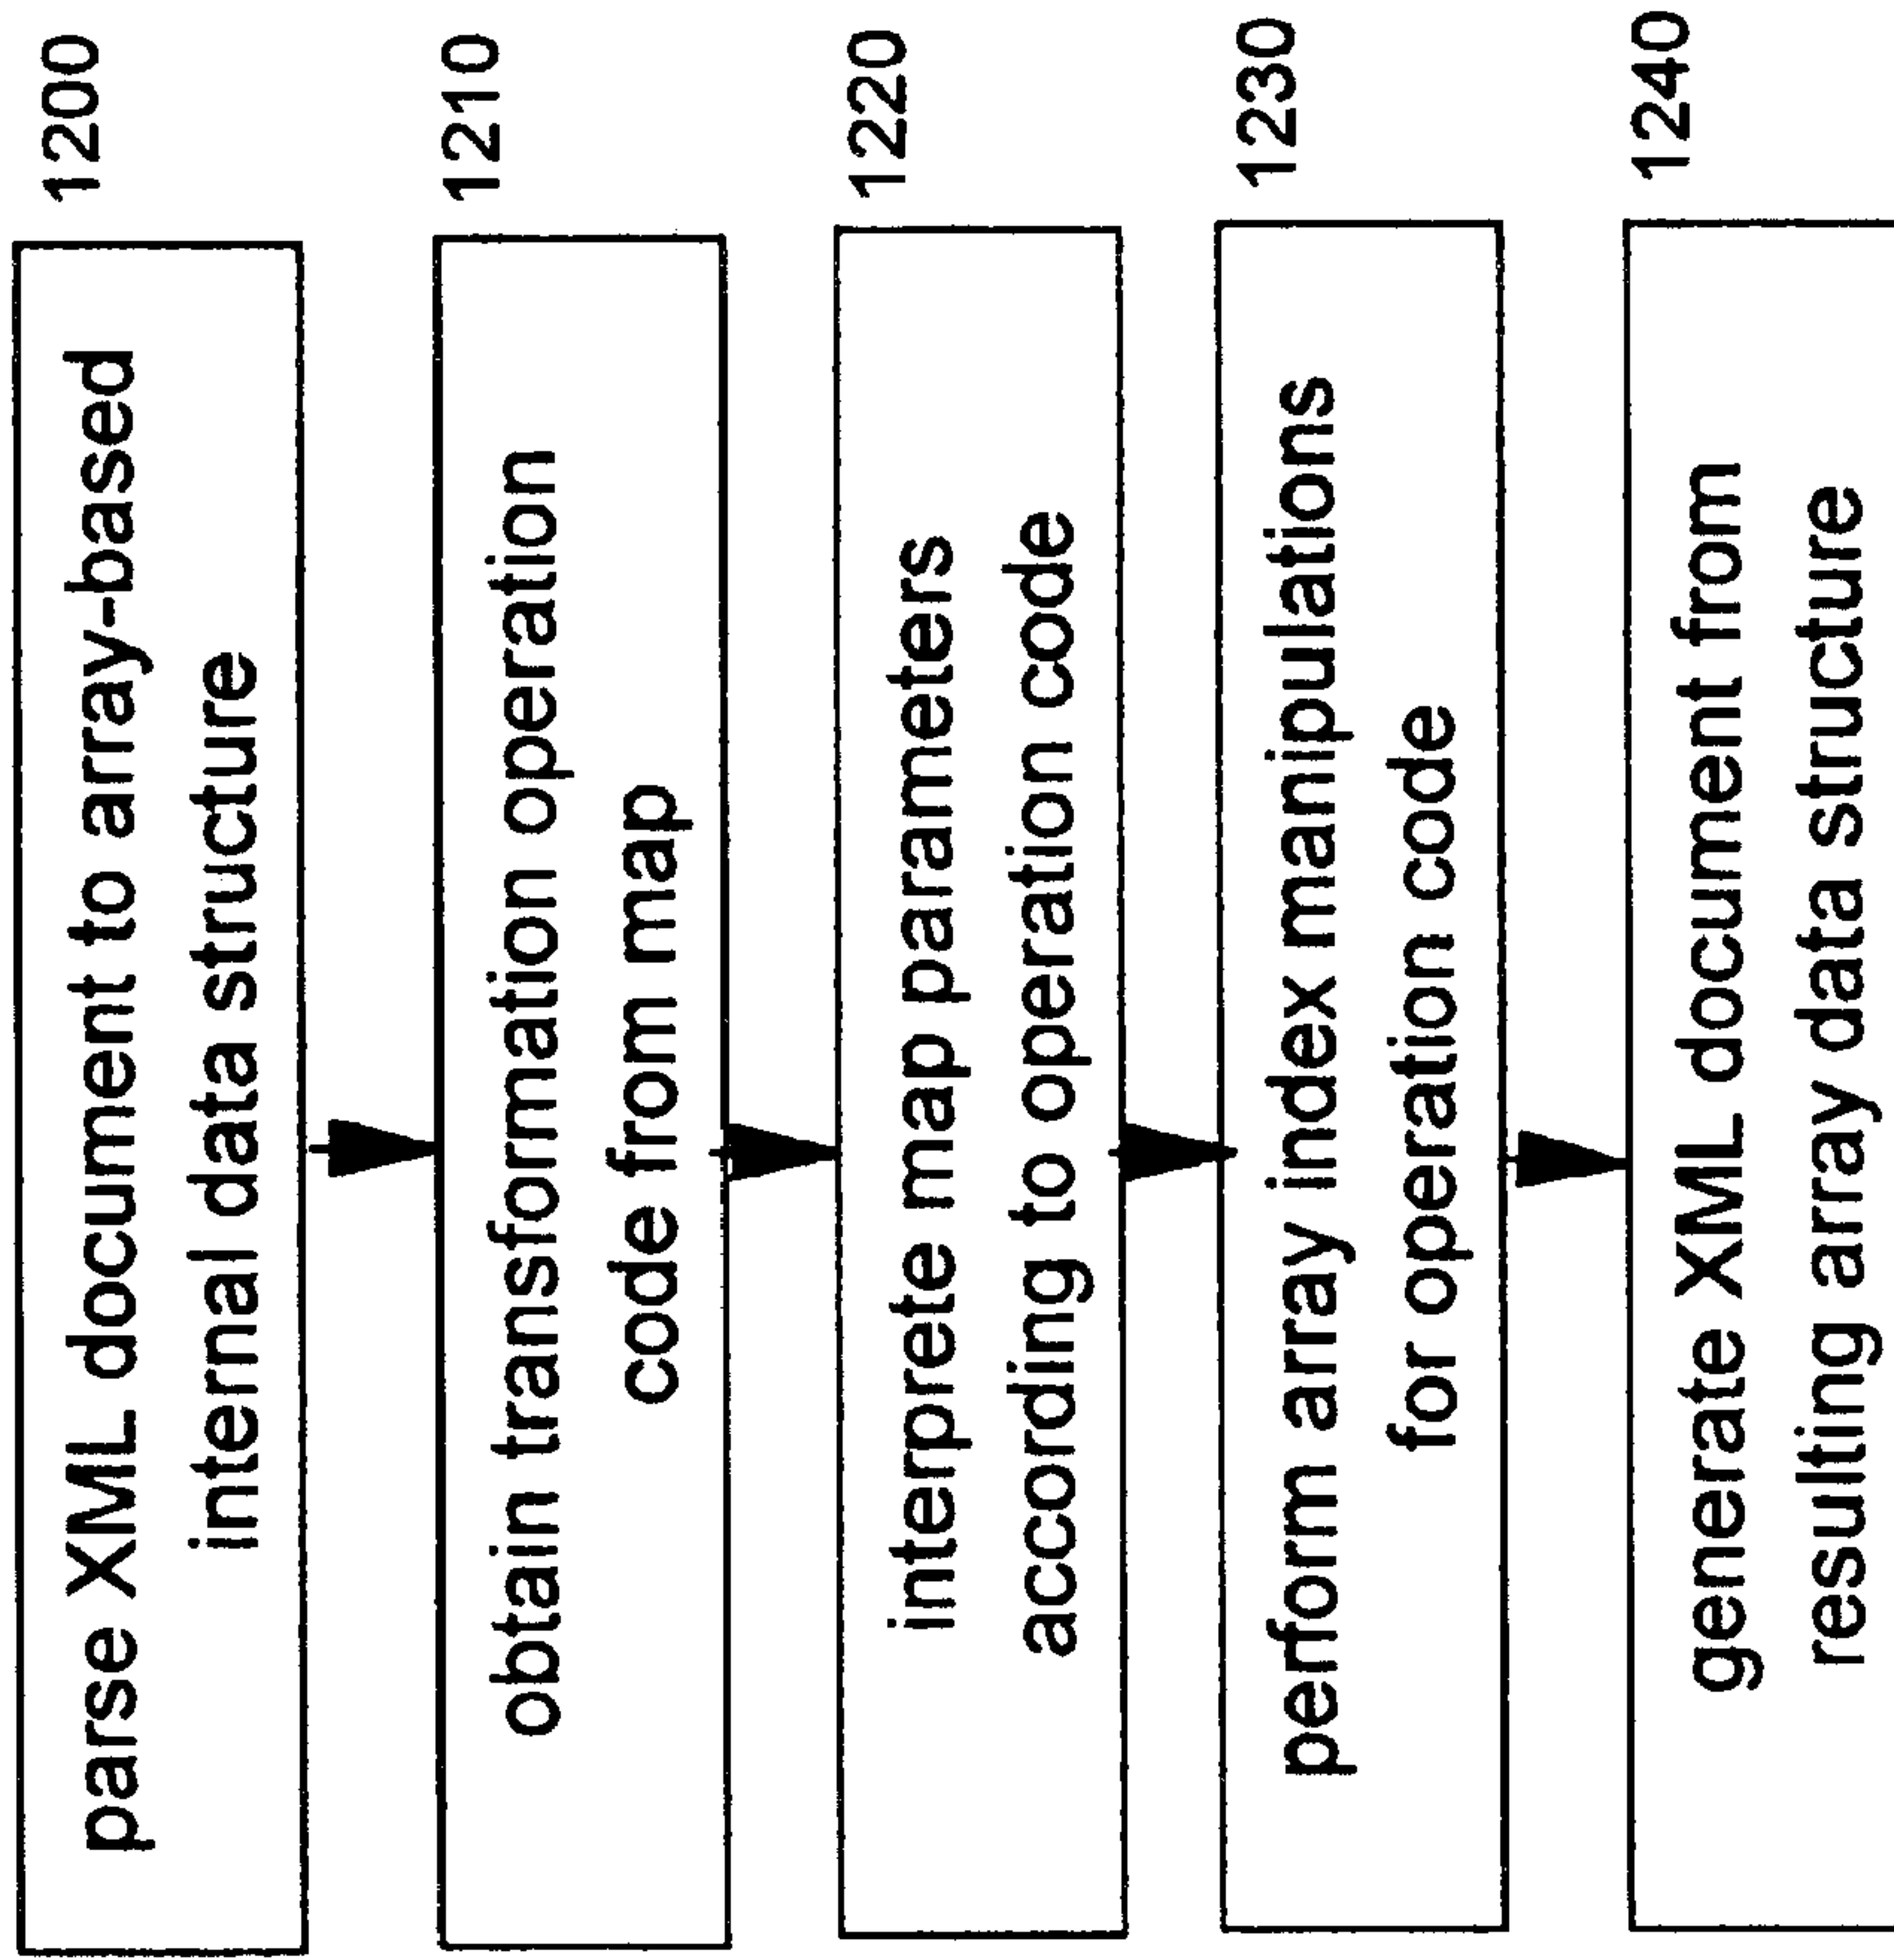 1200
parse XML document to array-based
internal data structure
1210
obtain transformation operation
code from map
1220
interprete map parameters
according to operation code
1230
perform array index manipulations
for operation code
1240
generate XML document from
resulting array data structure